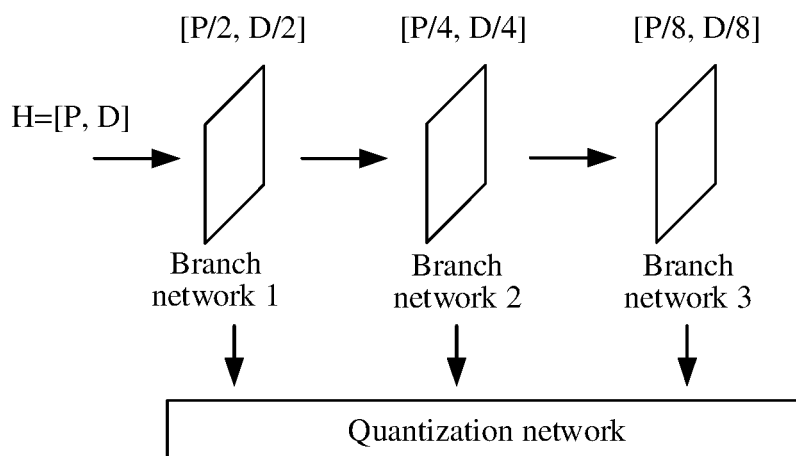 [P/2, D/2]
[P/4, D/4]
[P/8, D/8]
H=[P, D]
Branch
network 1
Branch
network 2
Branch
network 3
Quantization network